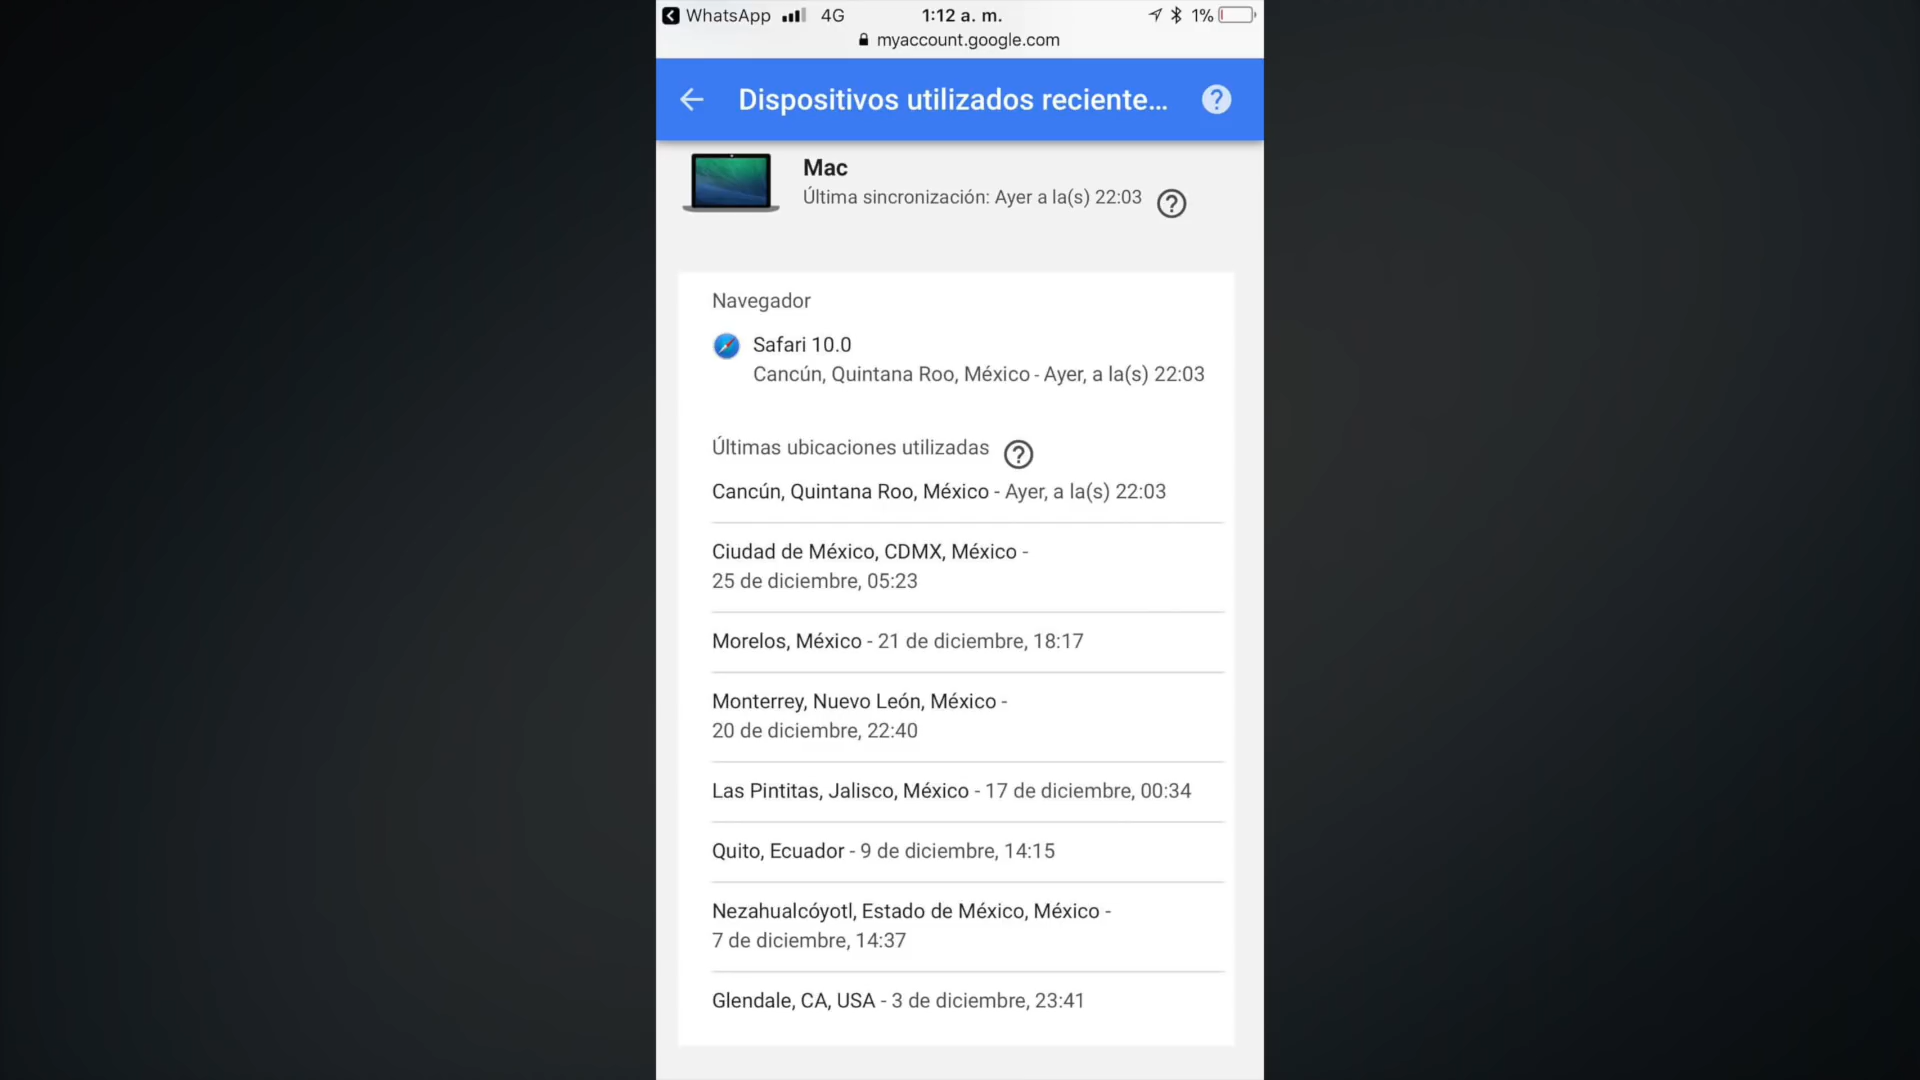 WhatsApp 4G 1:12 a. m. 1%
myaccount.google.com
Dispositivos utilizados reciente...
Mac
Última sincronización: Ayer a la(s) 22:03
Navegador
Safari 10.0
Cancún, Quintana Roo, México - Ayer, a la(s) 22:03
Últimas ubicaciones utilizadas
Cancún, Quintana Roo, México - Ayer, a la(s) 22:03
Ciudad de México, CDMX, México -
25 de diciembre, 05:23
Morelos, México - 21 de diciembre, 18:17
Monterrey, Nuevo León, México -
20 de diciembre, 22:40
Las Pintitas, Jalisco, México - 17 de diciembre, 00:34
Quito, Ecuador - 9 de diciembre, 14:15
Nezahualcóyotl, Estado de México, México -
7 de diciembre, 14:37
Glendale, CA, USA - 3 de diciembre, 23:41